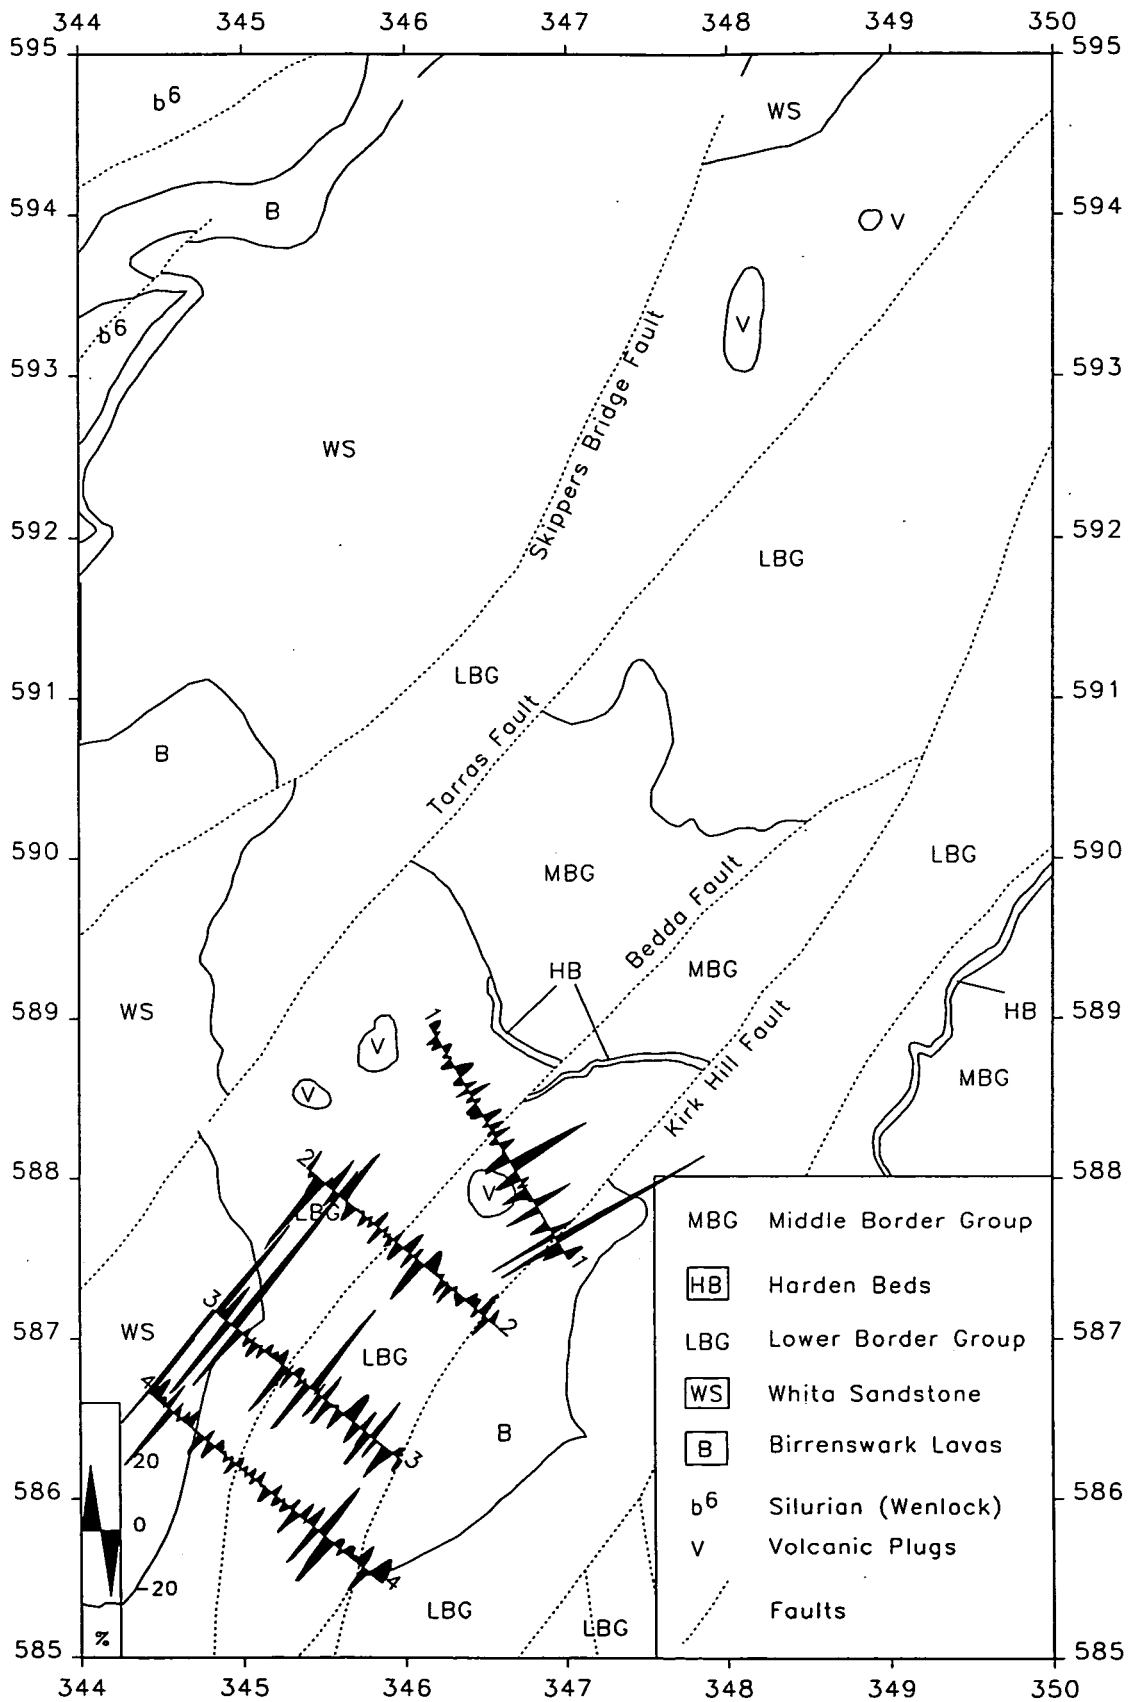 344 345 346 347 348 349 350
595 595
b6
WS
594 594
B
V
b6
V
593 593
Skippers Bridge Fault
WS
592 592
LBG
LBG
591 591
Tarras Fault
B
590 590
LBG
MBG
Bedda Fault
HB
MBG
WS
589 589
HB
1
V
Kirk Hill Fault
MBG
V
2
588 588
V
LBG
1
3
2
WS
587 587
LBG
4
B
3
586 586
4
LBG
LBG
585 585
20
0
-20
%
MBG Middle Border Group
HB Harden Beds
LBG Lower Border Group
WS Whita Sandstone
B Birrenswark Lavas
b6 Silurian (Wenlock)
V Volcanic Plugs
Faults
344 345 346 347 348 349 350